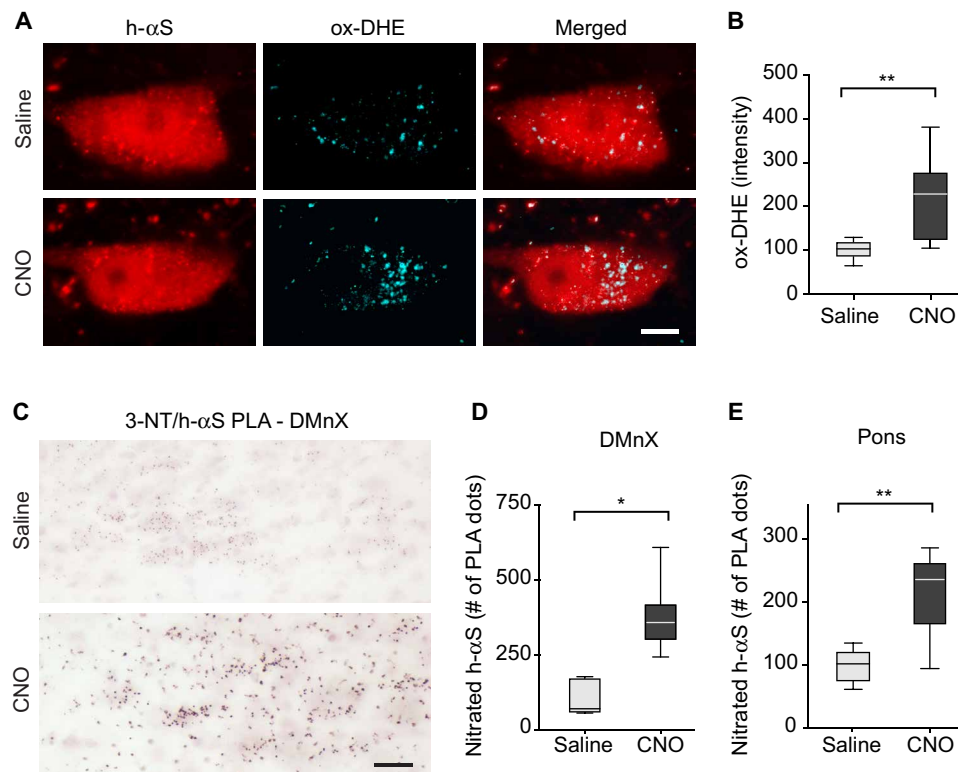 A
h-αS
ox-DHE
Merged
Saline
CNO
B
**
ox-DHE (intensity)
500
400
300
200
100
0
Saline
CNO
C
3-NT/h-αS PLA - DMnX
Saline
CNO
D
DMnX
*
Nitrated h-αS (# of PLA dots)
750
500
250
0
Saline
CNO
E
Pons
**
Nitrated h-αS (# of PLA dots)
300
200
100
0
Saline
CNO